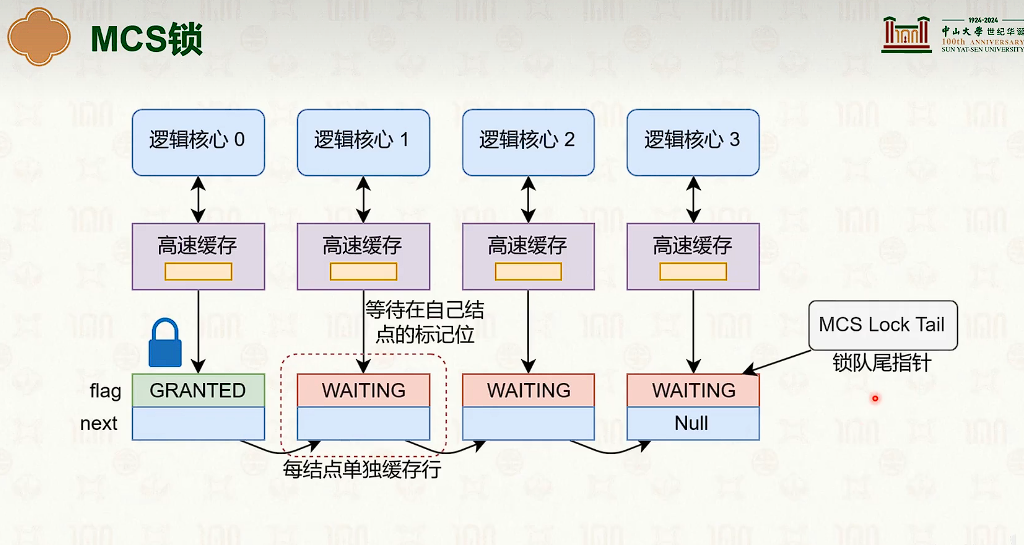 MCS锁
1924-2024
中山大学 世纪华诞
100th ANNIVERSARY
SUN YAT-SEN UNIVERSITY
逻辑核心 0
逻辑核心 1
逻辑核心 2
逻辑核心 3
高速缓存
高速缓存
高速缓存
高速缓存
等待在自己结
点的标记位
MCS Lock Tail
锁队尾指针
flag
GRANTED
WAITING
WAITING
WAITING
next
Null
每结点单独缓存行